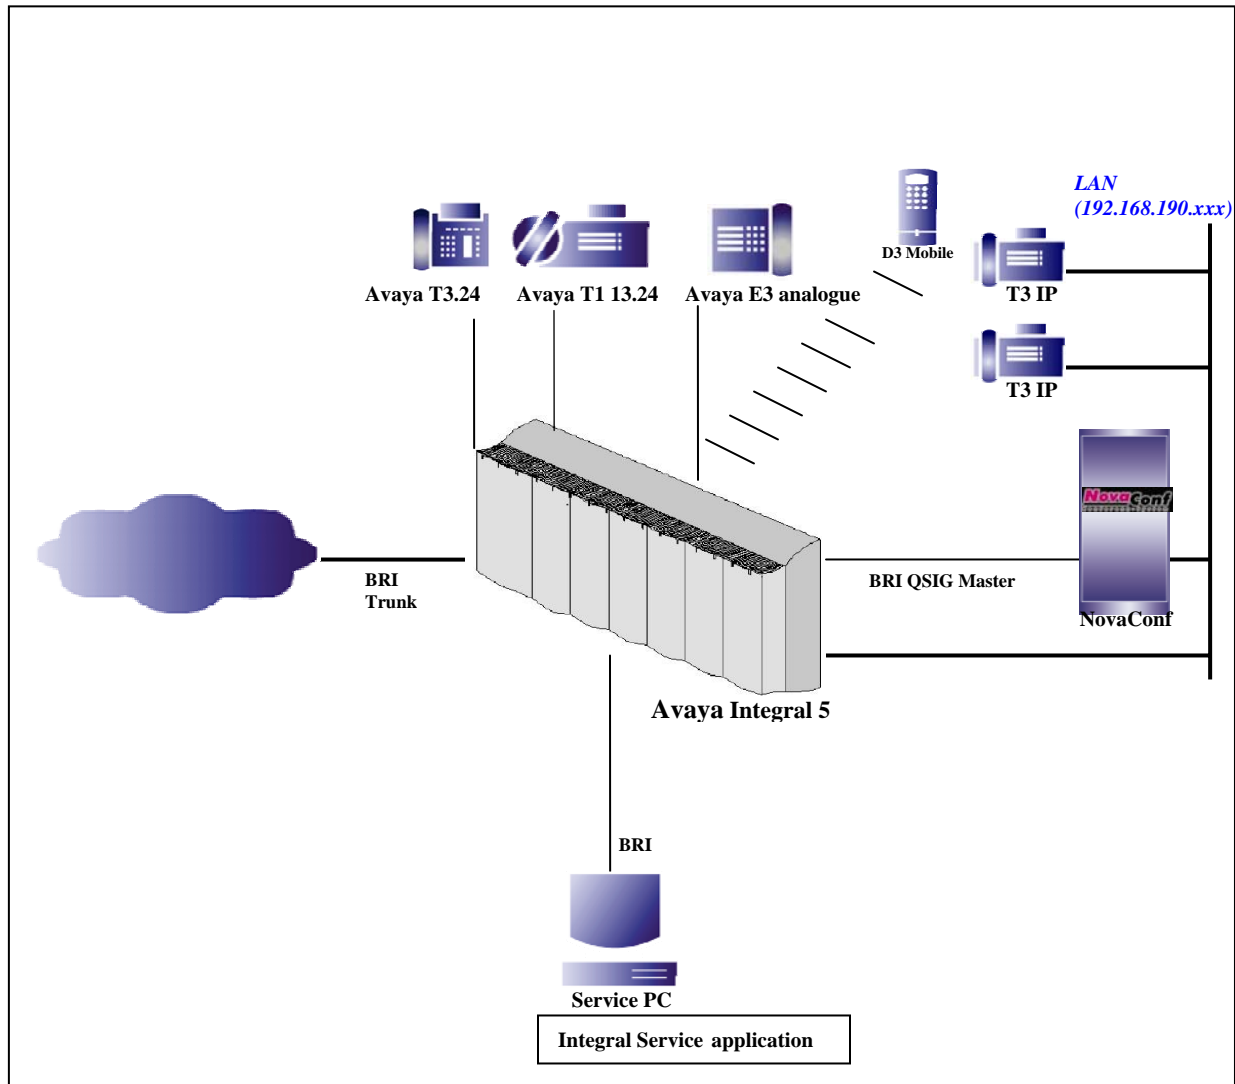 LAN
(192.168.190.xxx)
D3 Mobile
Avaya T3.24
Avaya T1 13.24
Avaya E3 analogue
T3 IP
T3 IP
NovaConf
BRI
Trunk
BRI QSIG Master
NovaConf
Avaya Integral 5
BRI
Service PC
Integral Service application